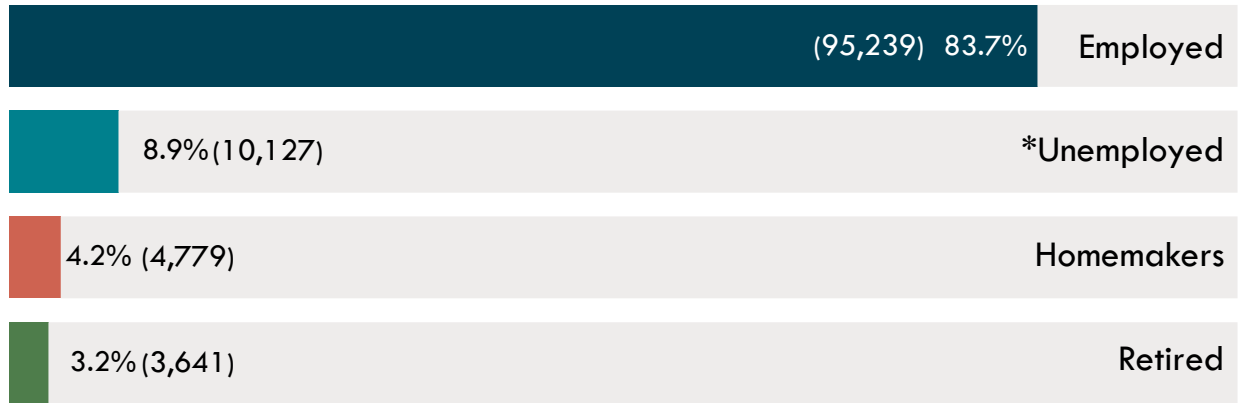 (95,239) 83.7% Employed
8.9% (10,127) *Unemployed
4.2% (4,779) Homemakers
3.2% (3,641) Retired